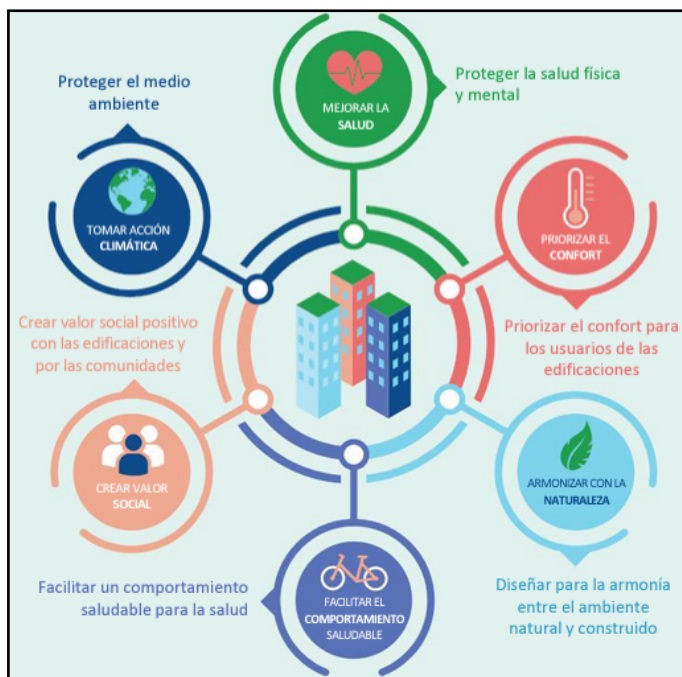 MEJORAR LA
SALUD
Proteger la salud física
y mental
PRIORIZAR EL
CONFORT
Priorizar el confort para
los usuarios de las
edificaciones
ARMONIZAR CON LA
NATURALEZA
Diseñar para la armonía
entre el ambiente
natural y construido
FACILITAR EL
COMPORTAMIENTO
SALUDABLE
Facilitar un comportamiento
saludable para la salud
CREAR VALOR
SOCIAL
Crear valor social positivo
con las edificaciones y
por las comunidades
TOMAR ACCIÓN
CLIMÁTICA
Proteger el medio
ambiente